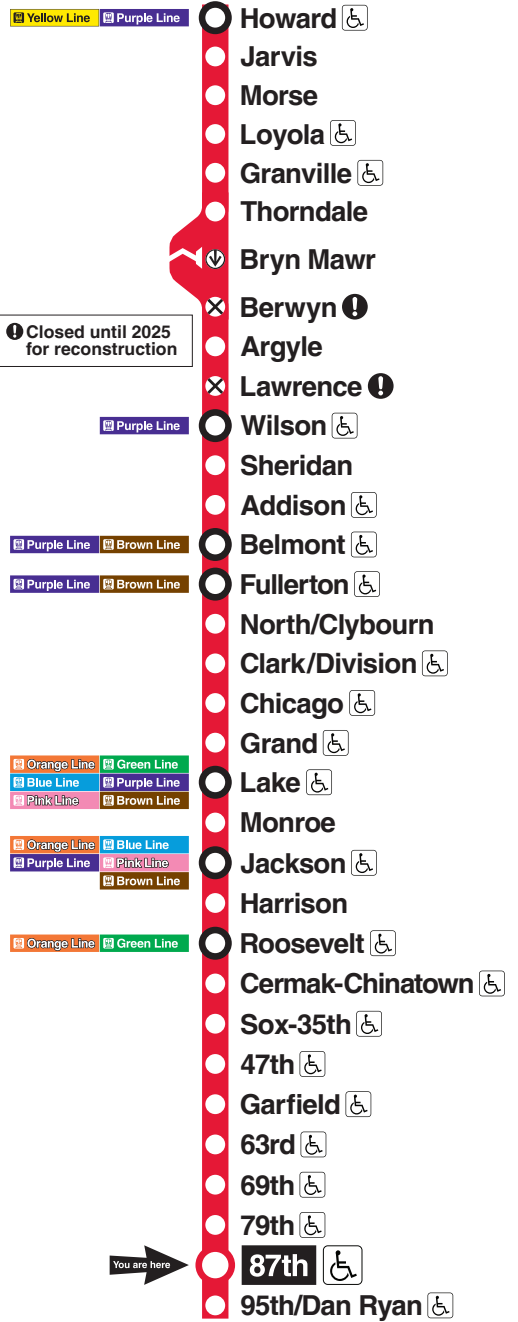 Yellow Line Purple Line Howard
Jarvis
Morse
Loyola
Granville
Thorndale
Bryn Mawr
Berwyn !
! Closed until 2025
for reconstruction
Argyle
Lawrence !
Purple Line Wilson
Sheridan
Addison
Purple Line Brown Line Belmont
Purple Line Brown Line Fullerton
North/Clybourn
Clark/Division
Chicago
Grand
Orange Line Green Line
Blue Line Purple Line Lake
Pink Line Brown Line
Monroe
Orange Line Blue Line
Purple Line Pink Line Jackson
Brown Line
Harrison
Orange Line Green Line Roosevelt
Cermak-Chinatown
Sox-35th
47th
Garfield
63rd
69th
79th
You are here 87th
95th/Dan Ryan